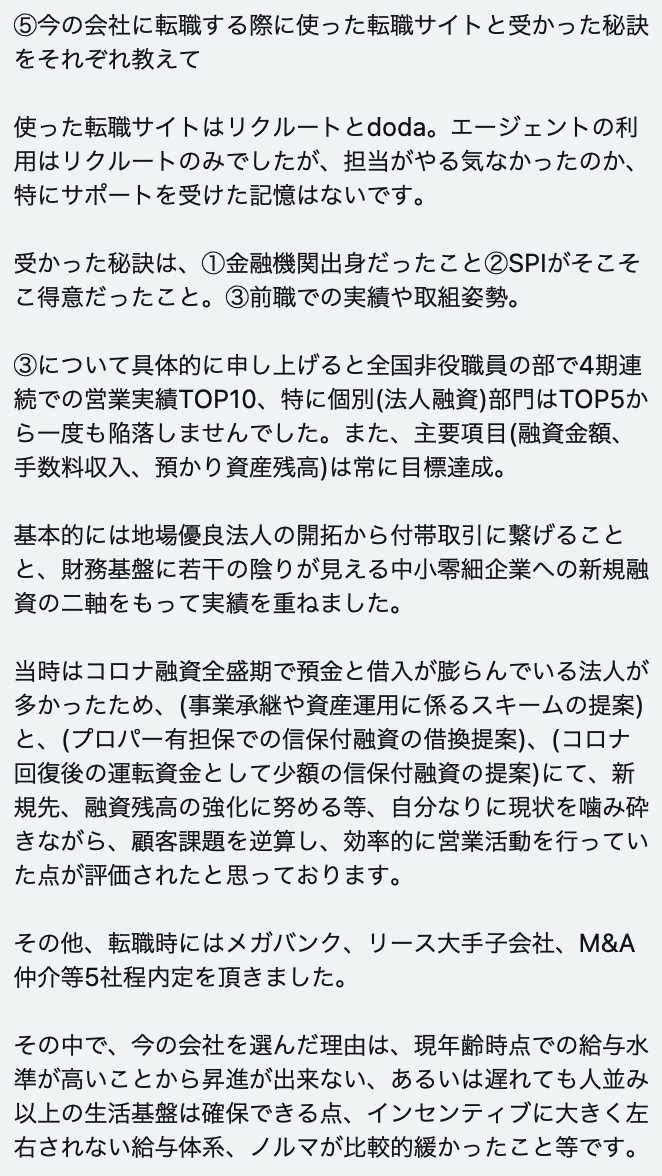 ⑤今の会社に転職する際に使った転職サイトと受かった秘訣
をそれぞれ教えて
使った転職サイトはリクルートとdoda。エージェントの利
用はリクルートのみでしたが、担当がやる気なかったのか、
特にサポートを受けた記憶はないです。
受かった秘訣は、①金融機関出身だったこと②SPIがそこそ
こ得意だったこと。③前職での実績や取組姿勢。
③について具体的に申し上げると全国非役職員の部で4期連
続での営業実績TOP10、特に個別(法人融資)部門はTOP5か
ら一度も陥落しませんでした。また、主要項目(融資金額、
手数料収入、預かり資産残高)は常に目標達成。
基本的には地場優良法人の開拓から付帯取引に繋げること
と、財務基盤に若干の陰りが見える中小零細企業への新規融
資の二軸をもって実績を重ねました。
当時はコロナ融資全盛期で預金と借入が膨らんでいる法人が
多かったため、(事業承継や資産運用に係るスキームの提案)
と、(プロパー有担保での信保付融資の借換提案)、(コロナ
回復後の運転資金として少額の信保付融資の提案)にて、新
規先、融資残高の強化に努める等、自分なりに現状を噛み砕
きながら、顧客課題を逆算し、効率的に営業活動を行ってい
た点が評価されたと思っております。
その他、転職時にはメガバンク、リース大手子会社、M&A
仲介等5社程内定を頂きました。
その中で、今の会社を選んだ理由は、現年齢時点での給与水
準が高いことから昇進が出来ない、あるいは遅れても人並み
以上の生活基盤は確保できる点、インセンティブに大きく左
右されない給与体系、ノルマが比較的緩かったこと等です。